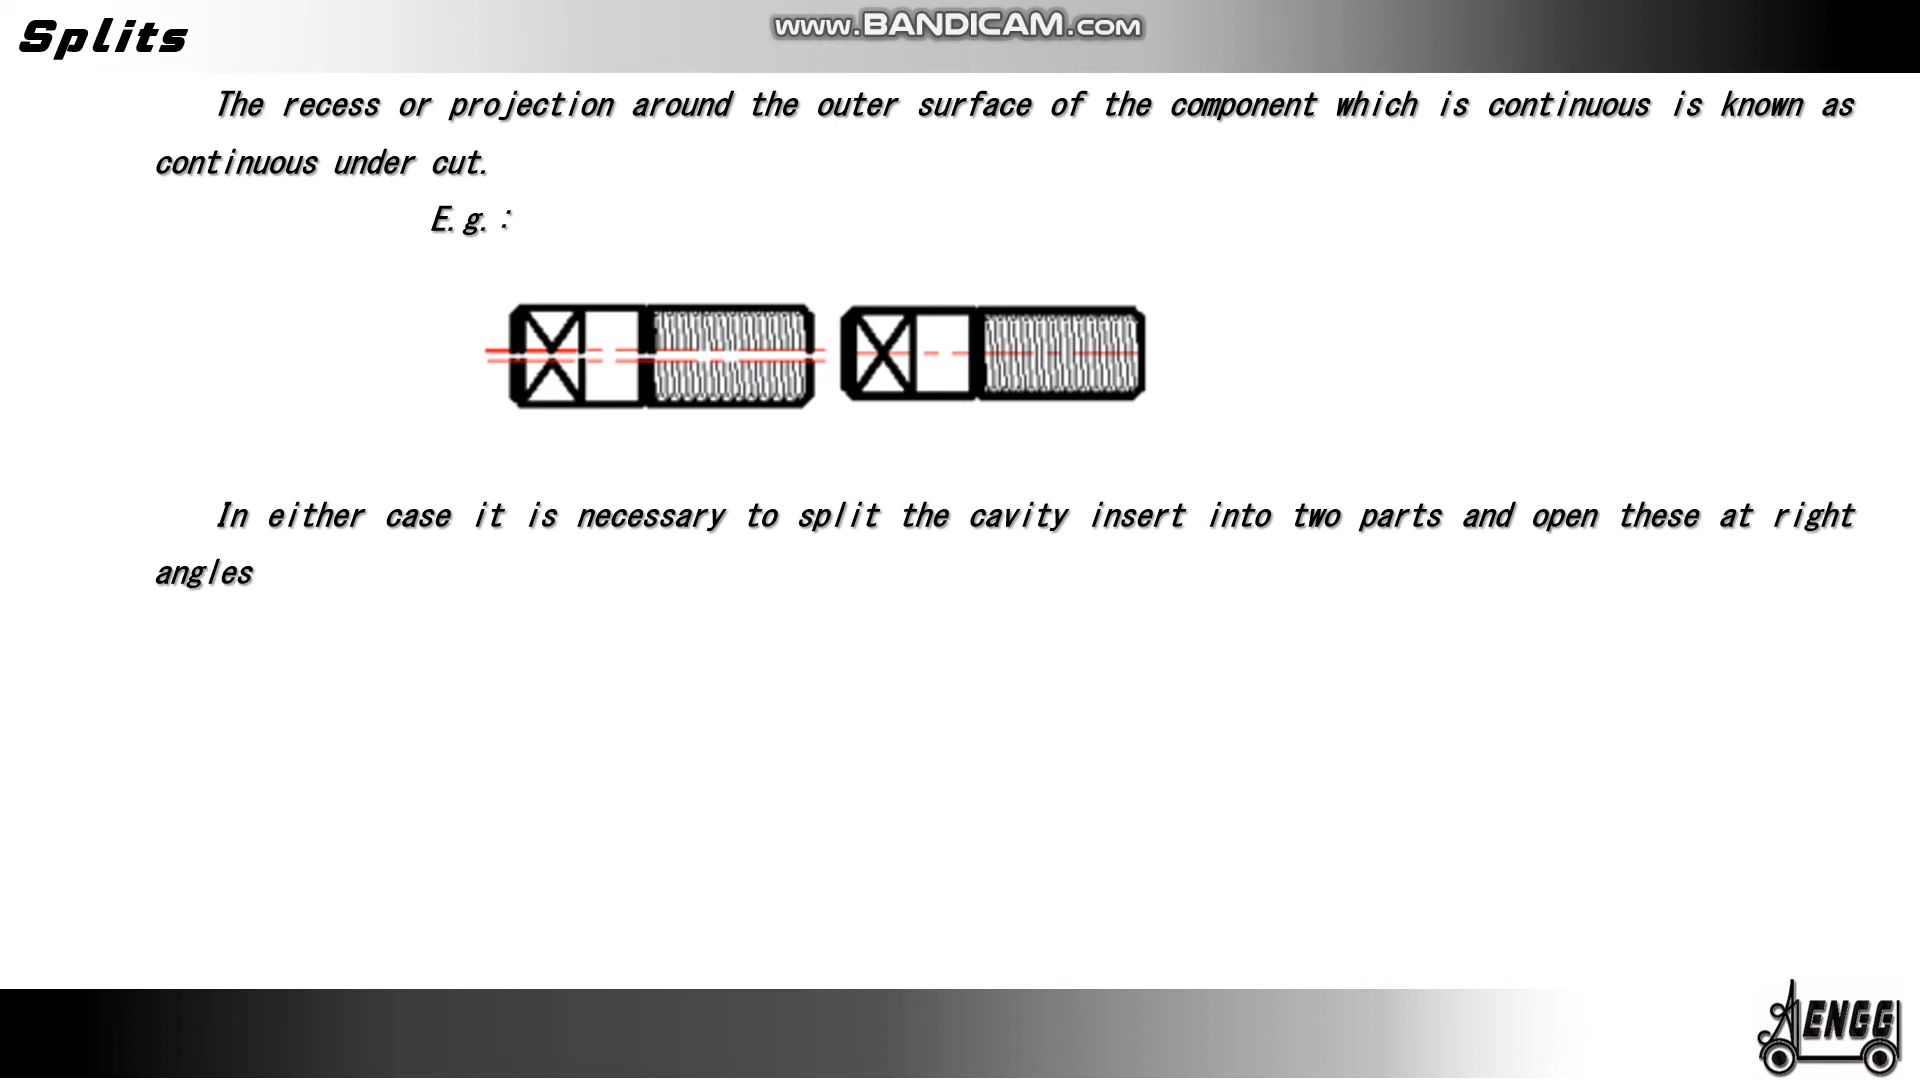 Splits
WWW.BANDICAM.COM
The recess or projection around the outer surface of the component which is continuous is known as
continuous under cut.
E.g.:
In either case it is necessary to split the cavity insert into two parts and open these at right
angles
ENGG